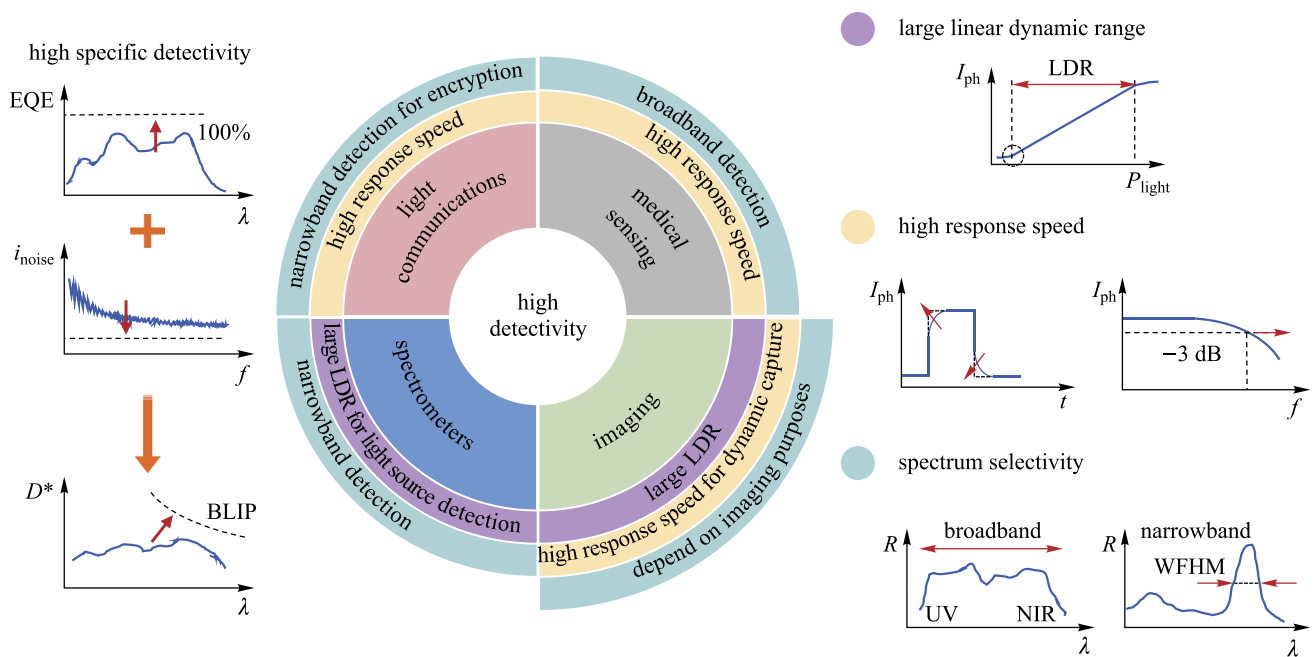 high specific detectivity
EQE
100%
λ
i_noise
f
D*
BLIP
λ
narrowband detection for encryption
high response speed
light
communications
broadband detection
high response speed
medical
sensing
high
detectivity
spectrometers
large LDR for light source detection
narrowband detection
imaging
large LDR
high response speed for dynamic capture
depend on imaging purposes
large linear dynamic range
I_ph
LDR
P_light
high response speed
I_ph
t
I_ph
−3 dB
f
spectrum selectivity
R
broadband
UV
NIR
λ
R
narrowband
WFHM
λ